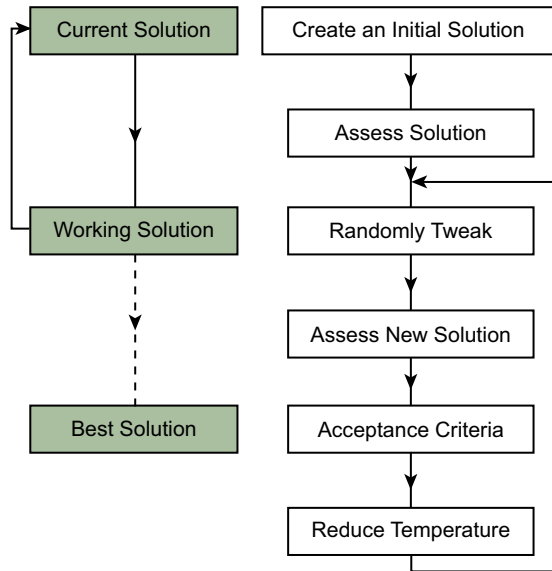 Current Solution
Working Solution
Best Solution
Create an Initial Solution
Assess Solution
Randomly Tweak
Assess New Solution
Acceptance Criteria
Reduce Temperature